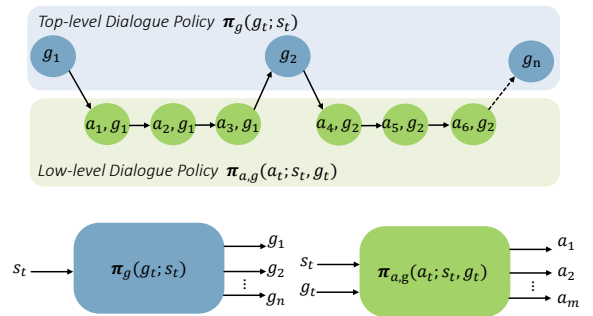 Top-level Dialogue Policy π_g(g_t; s_t)
g_1 g_2 g_n
a_1, g_1 a_2, g_1 a_3, g_1 a_4, g_2 a_5, g_2 a_6, g_2
Low-level Dialogue Policy π_{a,g}(a_t; s_t, g_t)
s_t
π_g(g_t; s_t)
g_1
g_2
⋮
g_n
s_t
g_t
π_{a,g}(a_t; s_t, g_t)
a_1
a_2
⋮
a_m